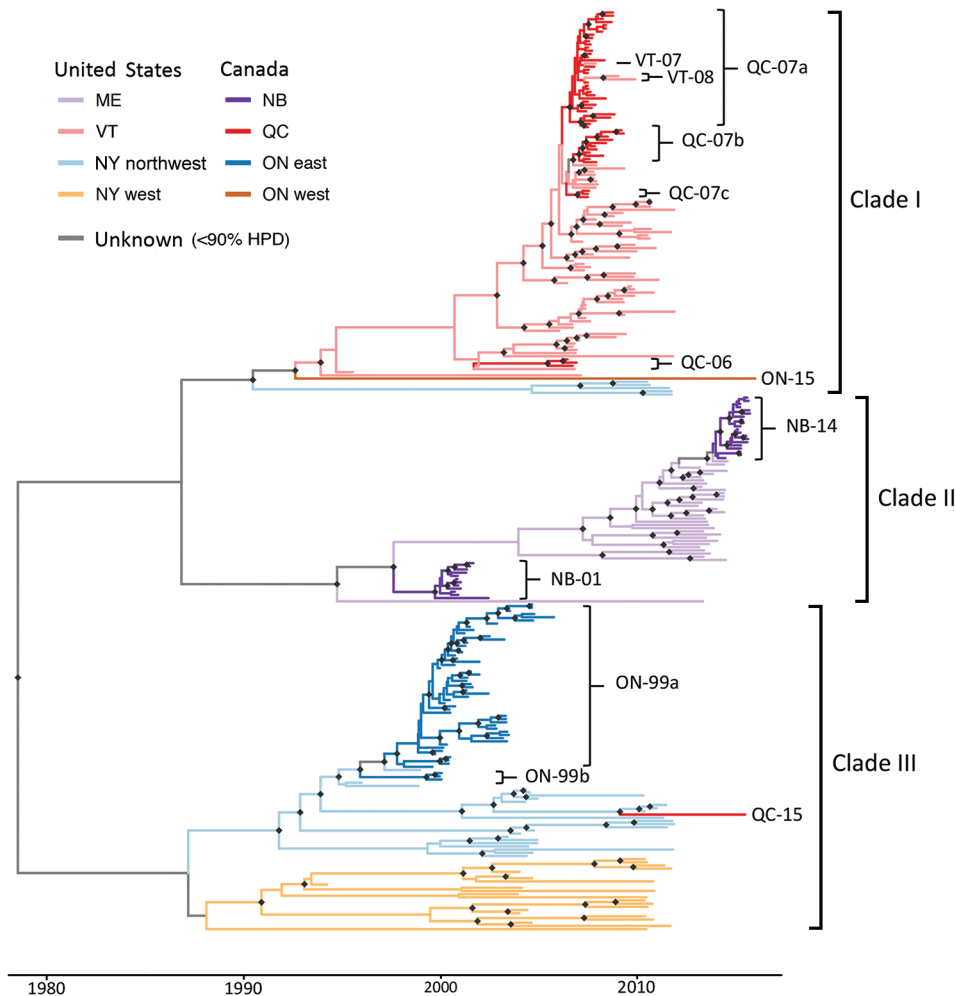 United States Canada
ME NB
VT QC
NY northwest ON east
NY west ON west
Unknown (<90% HPD)
VT-07
QC-07a
VT-08
QC-07b
QC-07c
Clade I
QC-06
ON-15
NB-14
Clade II
NB-01
ON-99a
Clade III
ON-99b
QC-15
1980 1990 2000 2010